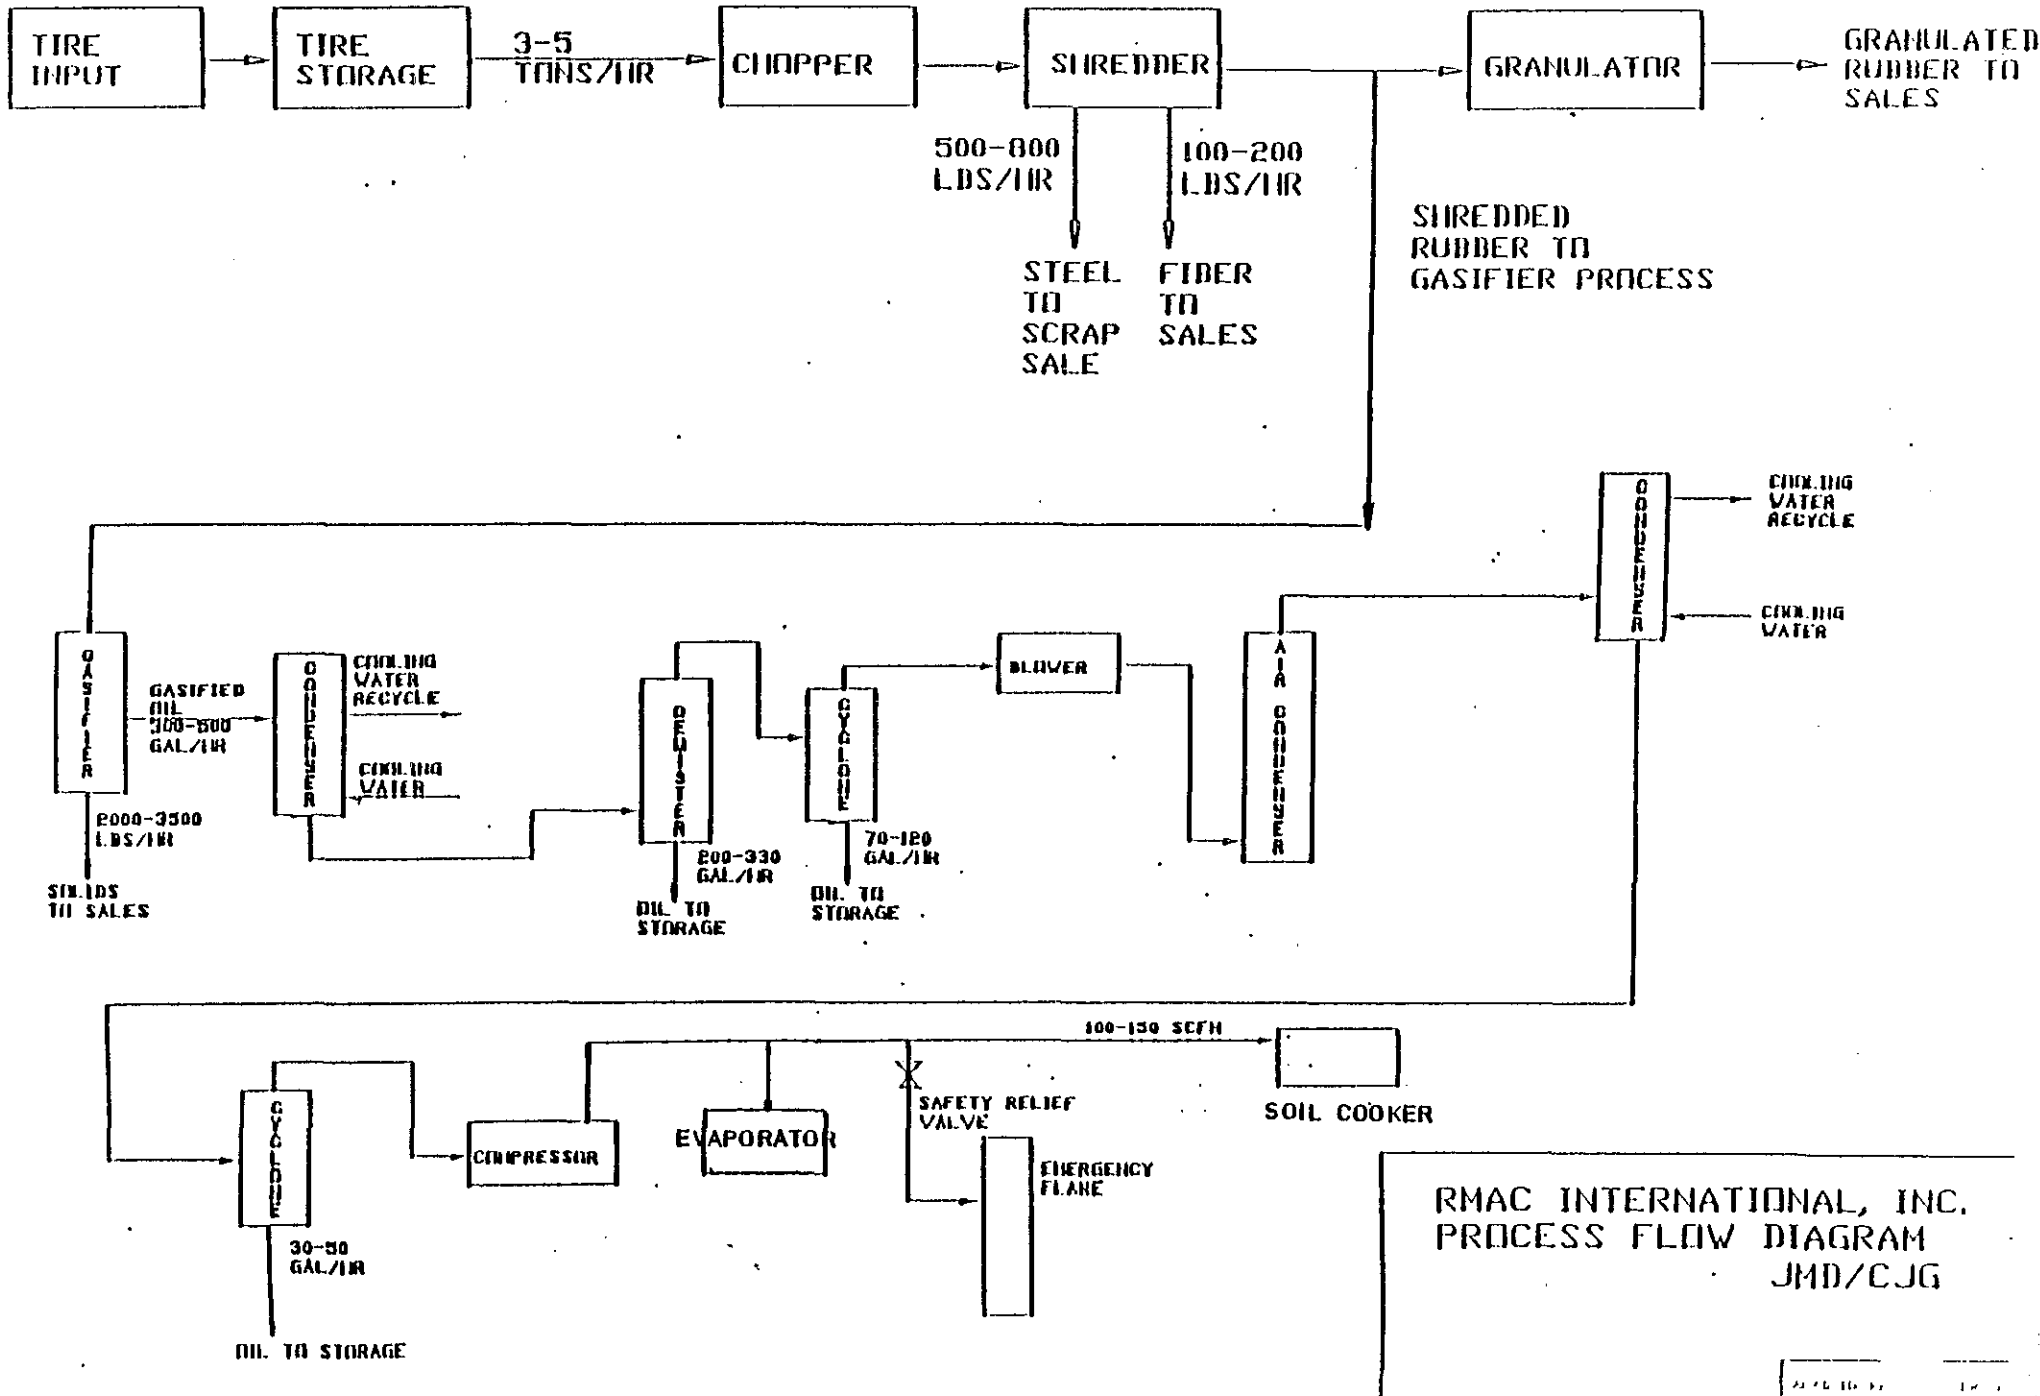 TIRE
INPUT
TIRE
STORAGE
3-5
TONS/HR
CHOPPER
SHREDDER
GRANULATOR
GRANULATED
RUBBER TO
SALES
500-800
LBS/HR
100-200
LBS/HR
STEEL
TO
SCRAP
SALE
FIBER
TO
SALES
SHREDDED
RUBBER TO
GASIFIER PROCESS
CONDENSER
COOLING
WATER
RECYCLE
COOLING
WATER
GASIFIER
GASIFIED
OIL
300-500
GAL/HR
2000-3500
LBS/HR
SOLIDS
TO SALES
CONDENSER
COOLING
WATER
RECYCLE
COOLING
WATER
DEMISTER
200-330
GAL/HR
OIL TO
STORAGE
CYCLONE
70-120
GAL/HR
OIL TO
STORAGE
BLOWER
AIR CONDENSER
CYCLONE
30-50
GAL/HR
OIL TO STORAGE
COMPRESSOR
EVAPORATOR
SAFETY RELIEF
VALVE
EMERGENCY
FLARE
100-150 SCFH
SOIL COOKER
RMAC INTERNATIONAL, INC.
PROCESS FLOW DIAGRAM
JMD/CJG